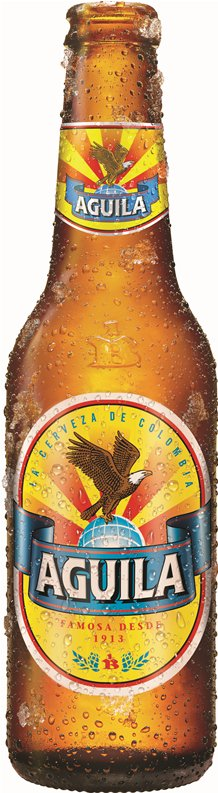 AGUILA
LA CERVEZA DE COLOMBIA
AGUILA
FAMOSA DESDE
1913
B